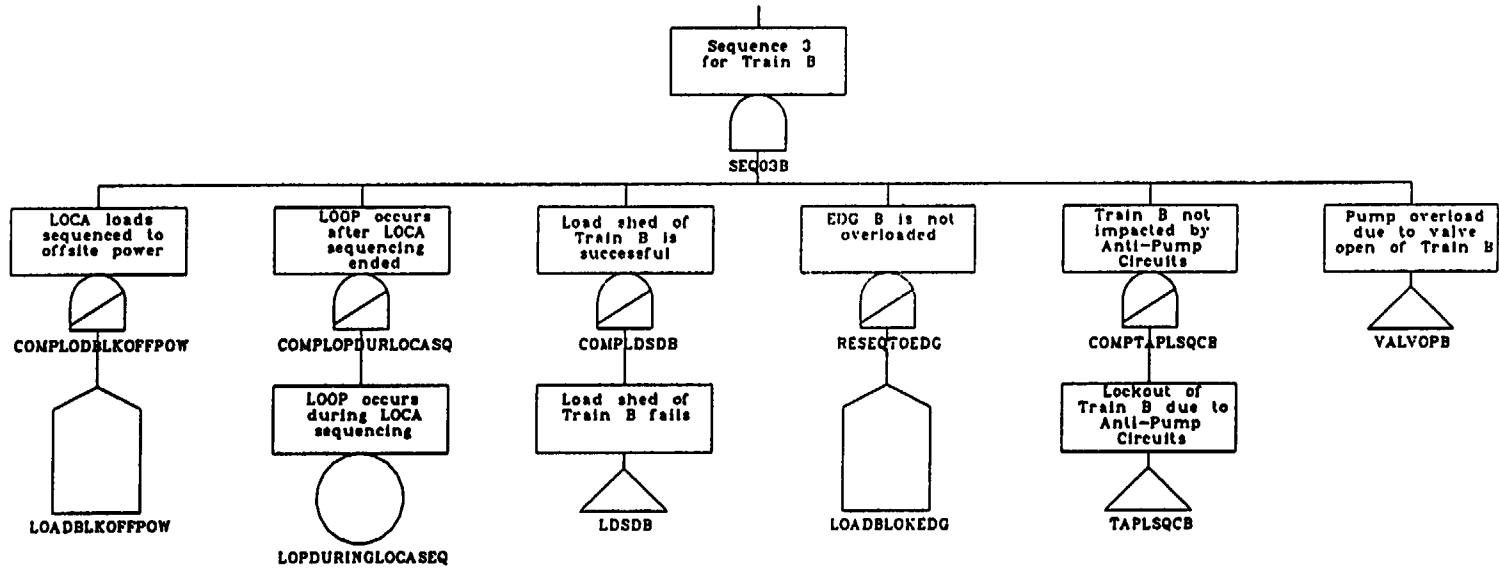 Sequence 3
for Train B
SEQ03B
LOCA loads
sequenced to
offsite power
COMPLODBLKOFFPOW
LOADBLKOFFPOW
LOOP occurs
after LOCA
sequencing
ended
COMPLOPDURLOCASQ
LOOP occurs
during LOCA
sequencing
LOPDURINGLOCASEQ
Load shed of
Train B is
successful
COMPLDSDB
Load shed of
Train B fails
LDSDB
EDG B is not
overloaded
RESEQTOEDG
LOADBLOKEDG
Train B not
impacted by
Anti-Pump
Circuits
COMPTAPLSQCB
Lockout of
Train B due to
Anti-Pump
Circuits
TAPLSQCB
Pump overload
due to valve
open of Train B
VALVOPB